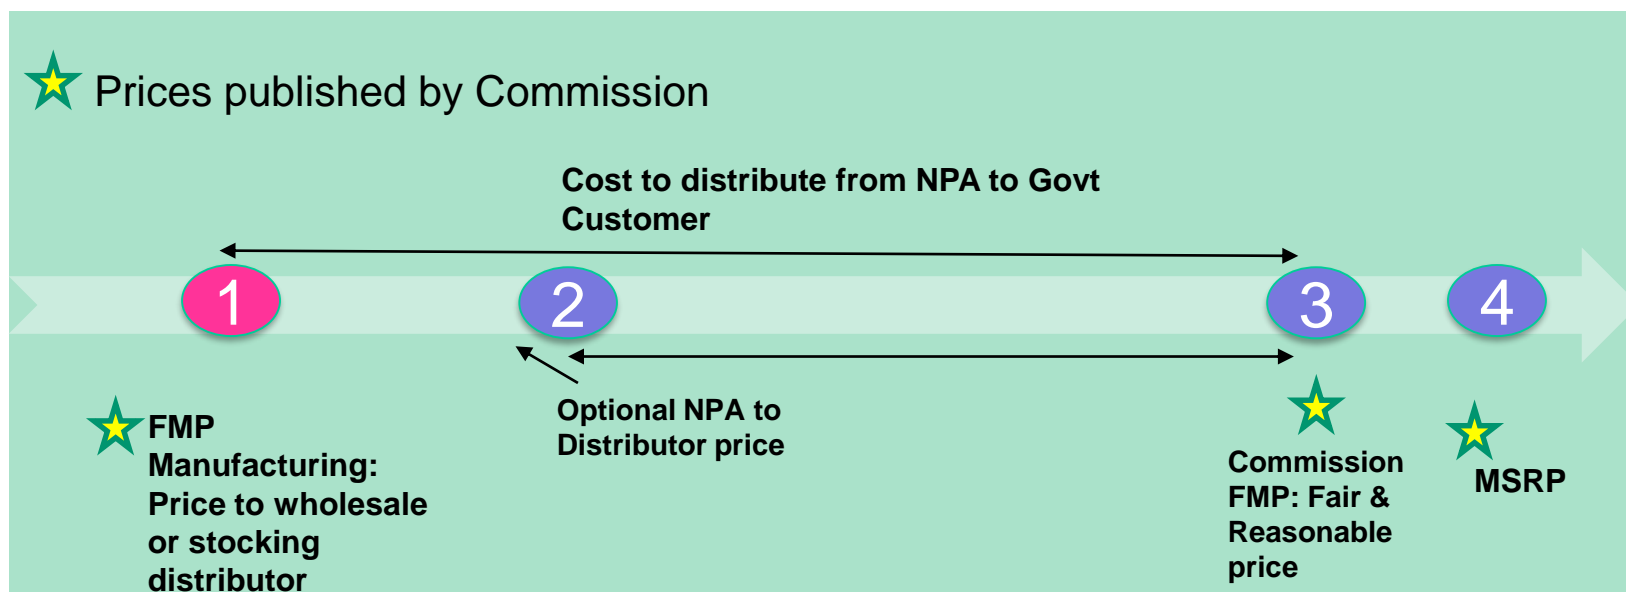 Prices published by Commission
Cost to distribute from NPA to Govt
Customer
1
2
3
4
Optional NPA to
Distributor price
FMP
Manufacturing:
Price to wholesale
or stocking
distributor
Commission
FMP: Fair &
Reasonable
price
MSRP